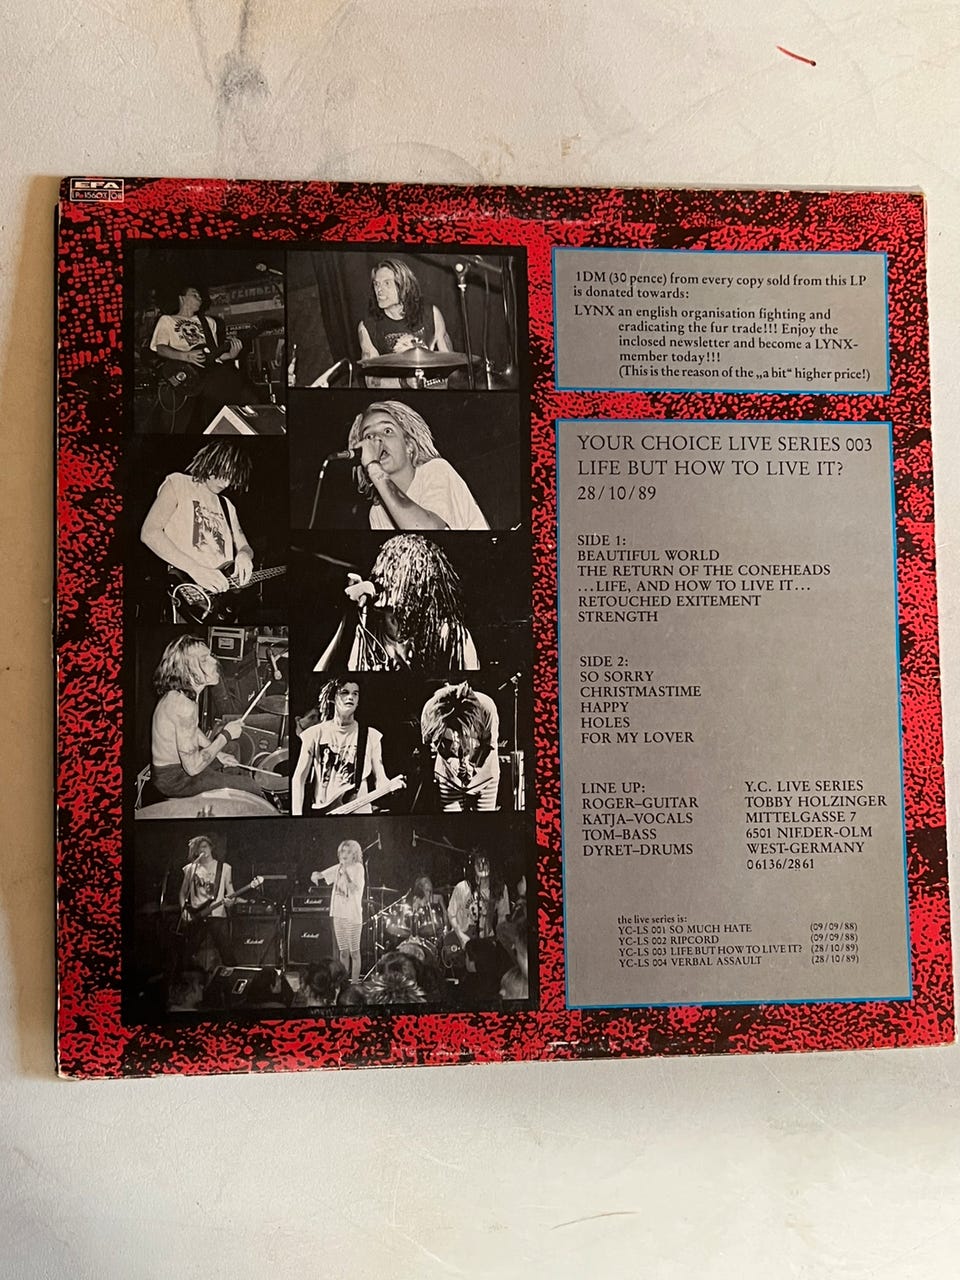 EFA
1DM (30 pence) from every copy sold from this LP
is donated towards:
LYNX an english organisation fighting and
eradicating the fur trade!!! Enjoy the
inclosed newsletter and become a LYNX-
member today!!!
(This is the reason of the „a bit“ higher price!)
YOUR CHOICE LIVE SERIES 003
LIFE BUT HOW TO LIVE IT?
28/10/89
SIDE 1:
BEAUTIFUL WORLD
THE RETURN OF THE CONEHEADS
...LIFE, AND HOW TO LIVE IT...
RETOUCHED EXITEMENT
STRENGTH
SIDE 2:
SO SORRY
CHRISTMASTIME
HAPPY
HOLES
FOR MY LOVER
LINE UP:
ROGER–GUITAR
KATJA–VOCALS
TOM–BASS
DYRET–DRUMS
Y.C. LIVE SERIES
TOBBY HOLZINGER
MITTELGASSE 7
6501 NIEDER-OLM
WEST-GERMANY
06136/2861
the live series is:
YC-LS 001 SO MUCH HATE (09/09/88)
YC-LS 002 RIPCORD (09/09/88)
YC-LS 003 LIFE BUT HOW TO LIVE IT? (28/10/89)
YC-LS 004 VERBAL ASSAULT (28/10/89)
Marshall
Marshall
Marshall